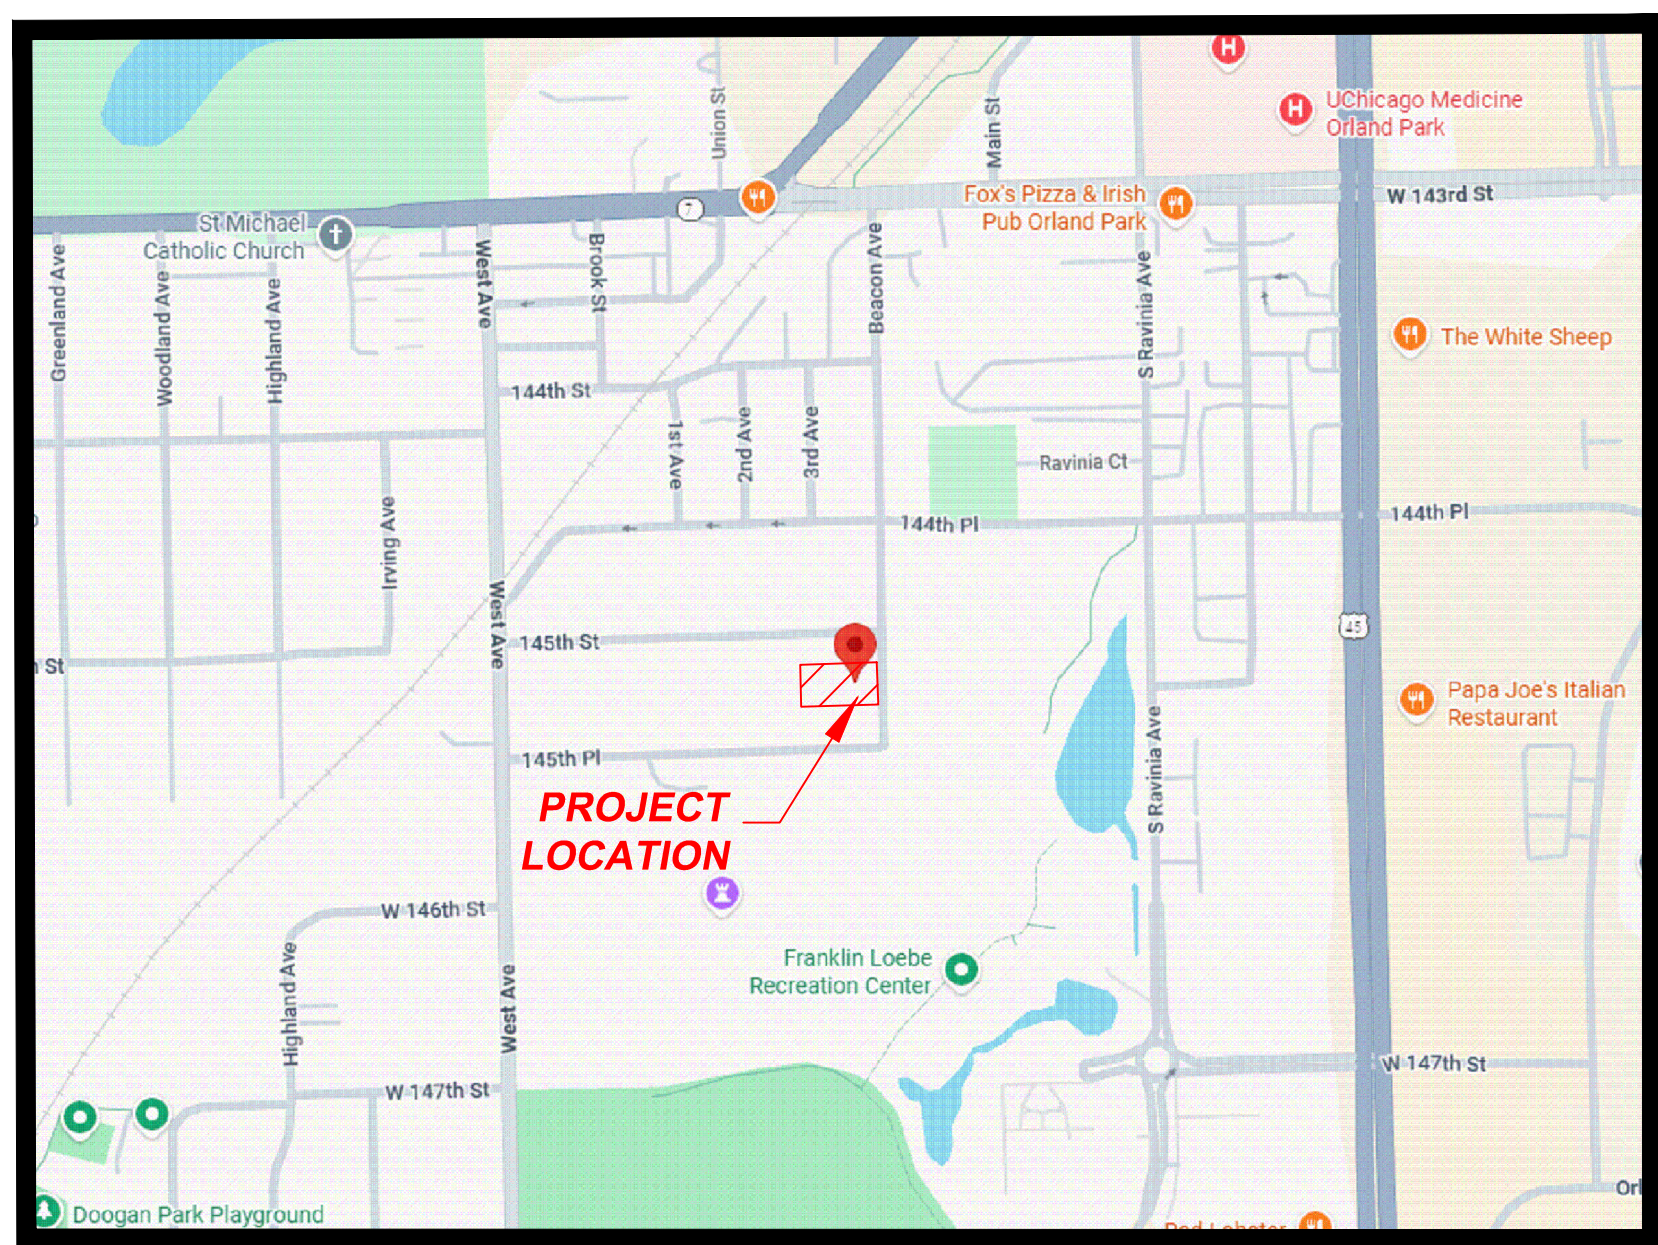 UChicago Medicine
Orland Park
Union St
Main St
W 143rd St
Fox's Pizza & Irish
Pub Orland Park
7
St Michael
Catholic Church
Greenland Ave
Woodland Ave
Highland Ave
West Ave
Brook St
Beacon Ave
S Ravinia Ave
The White Sheep
144th St
1st Ave
2nd Ave
3rd Ave
Ravinia Ct
Irving Ave
144th Pl
144th Pl
West Ave
145th St
45
St
Papa Joe's Italian
Restaurant
145th Pl
S Ravinia Ave
PROJECT
LOCATION
W 146th St
Highland Ave
West Ave
Franklin Loebe
Recreation Center
W 147th St
W 147th St
Orl
Doogan Park Playground